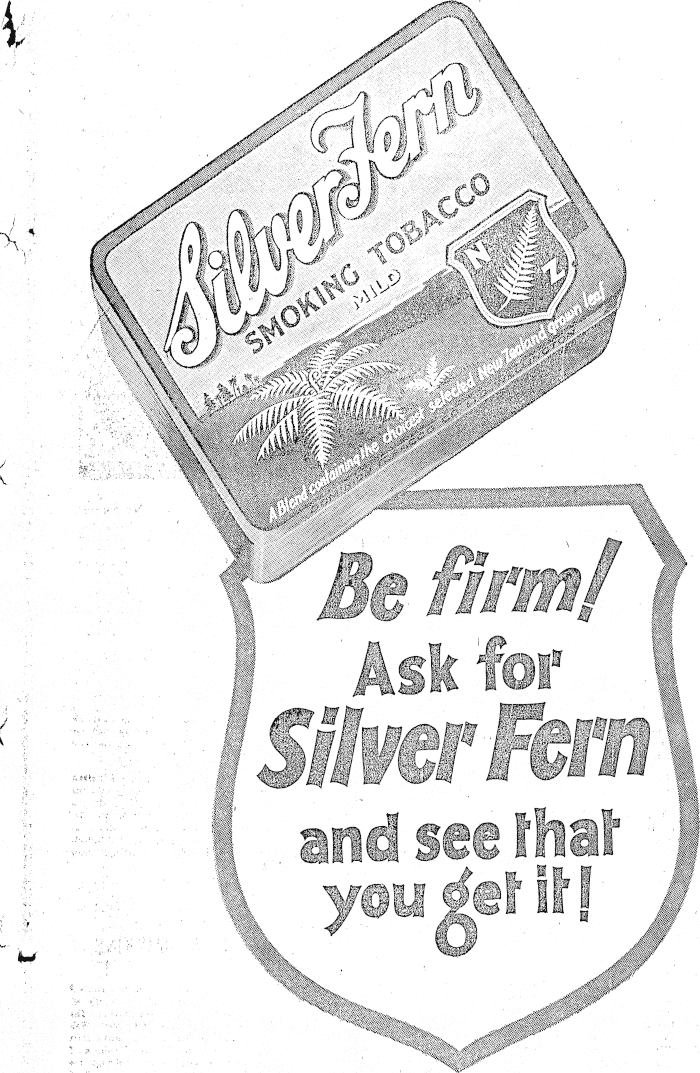 Silver Fern
SMOKING TOBACCO
MILD
N Z
A Blend containing the choicest selected New Zealand grown leaf
Be firm!
Ask for
Silver Fern
and see that
you get it!